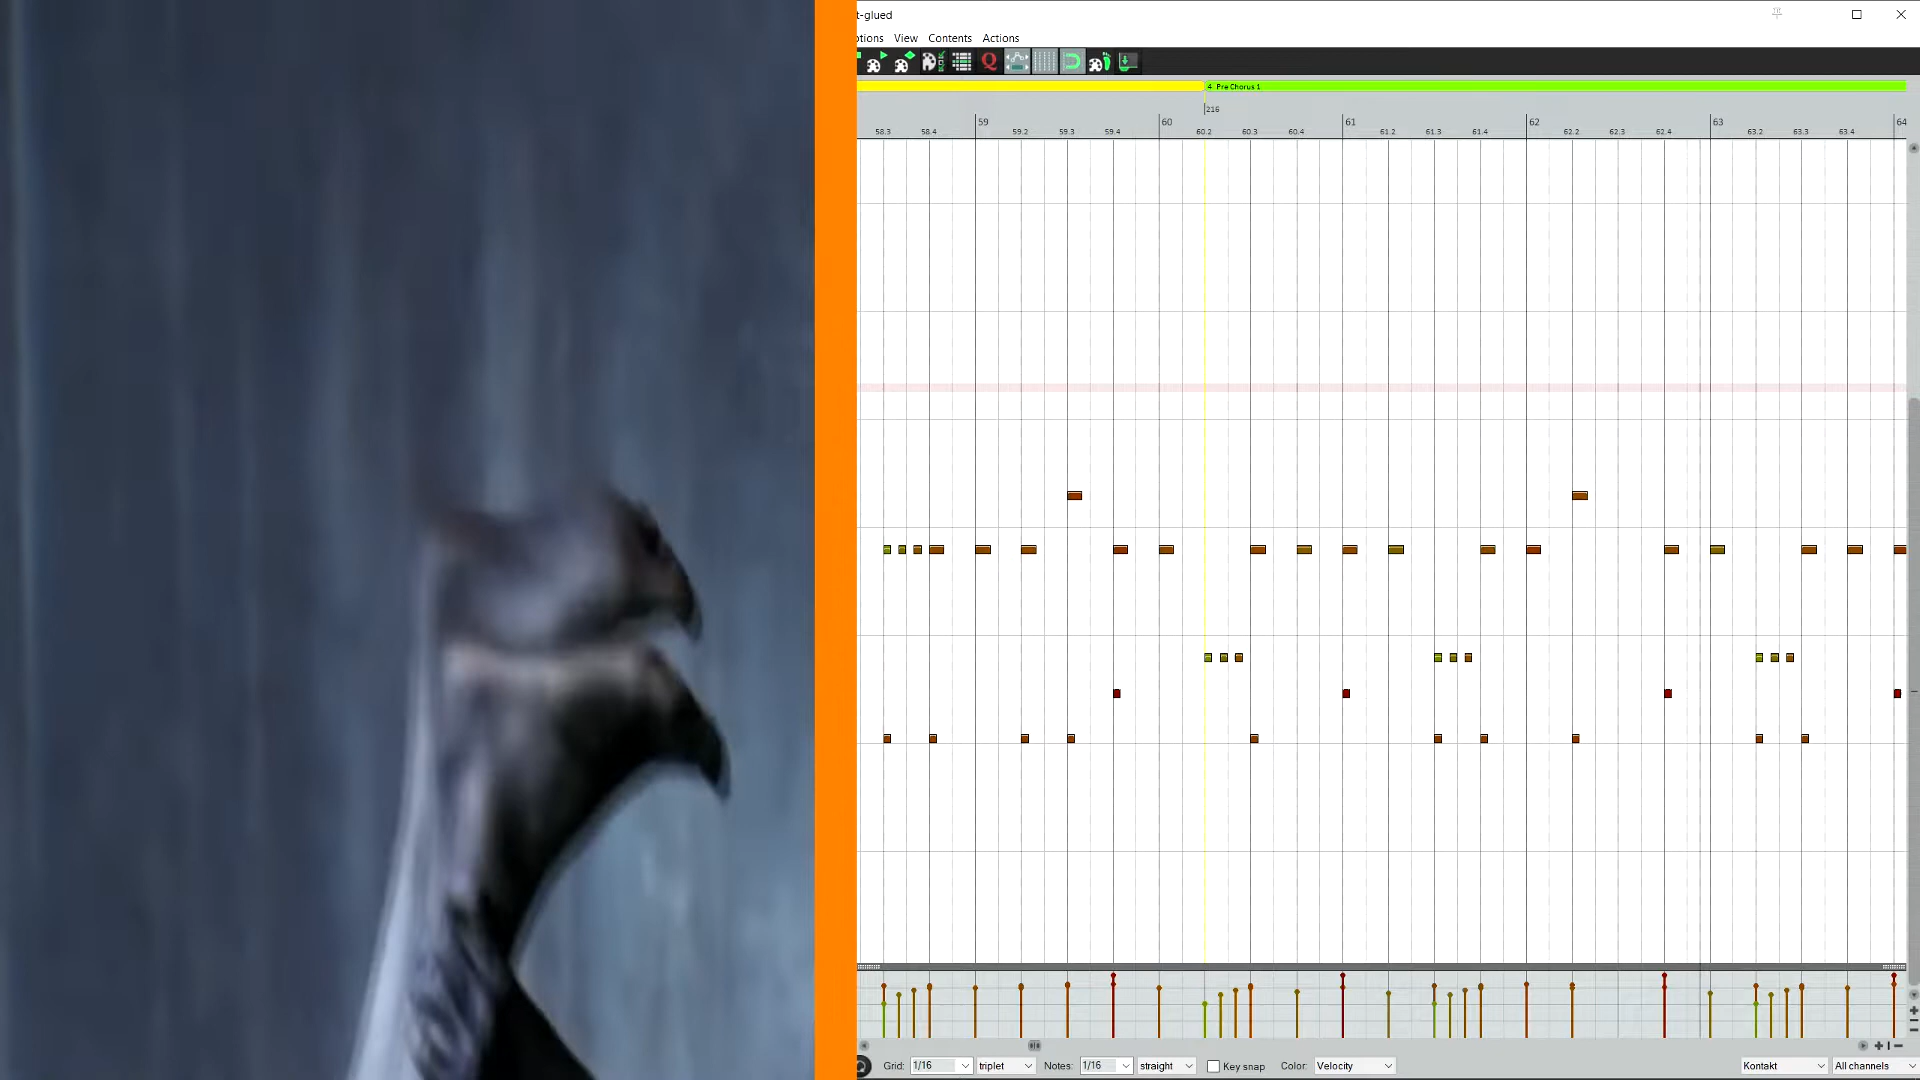 t-glued
ptions View Contents Actions
Q
4 Pre Chorus 1
216
59 60 61 62 63 64
58.3 58.4 59.2 59.3 59.4 60.2 60.3 60.4 61.2 61.3 61.4 62.2 62.3 62.4 63.2 63.3 63.4
Grid: 1/16 triplet Notes: 1/16 straight Key snap Color: Velocity Kontakt All channels